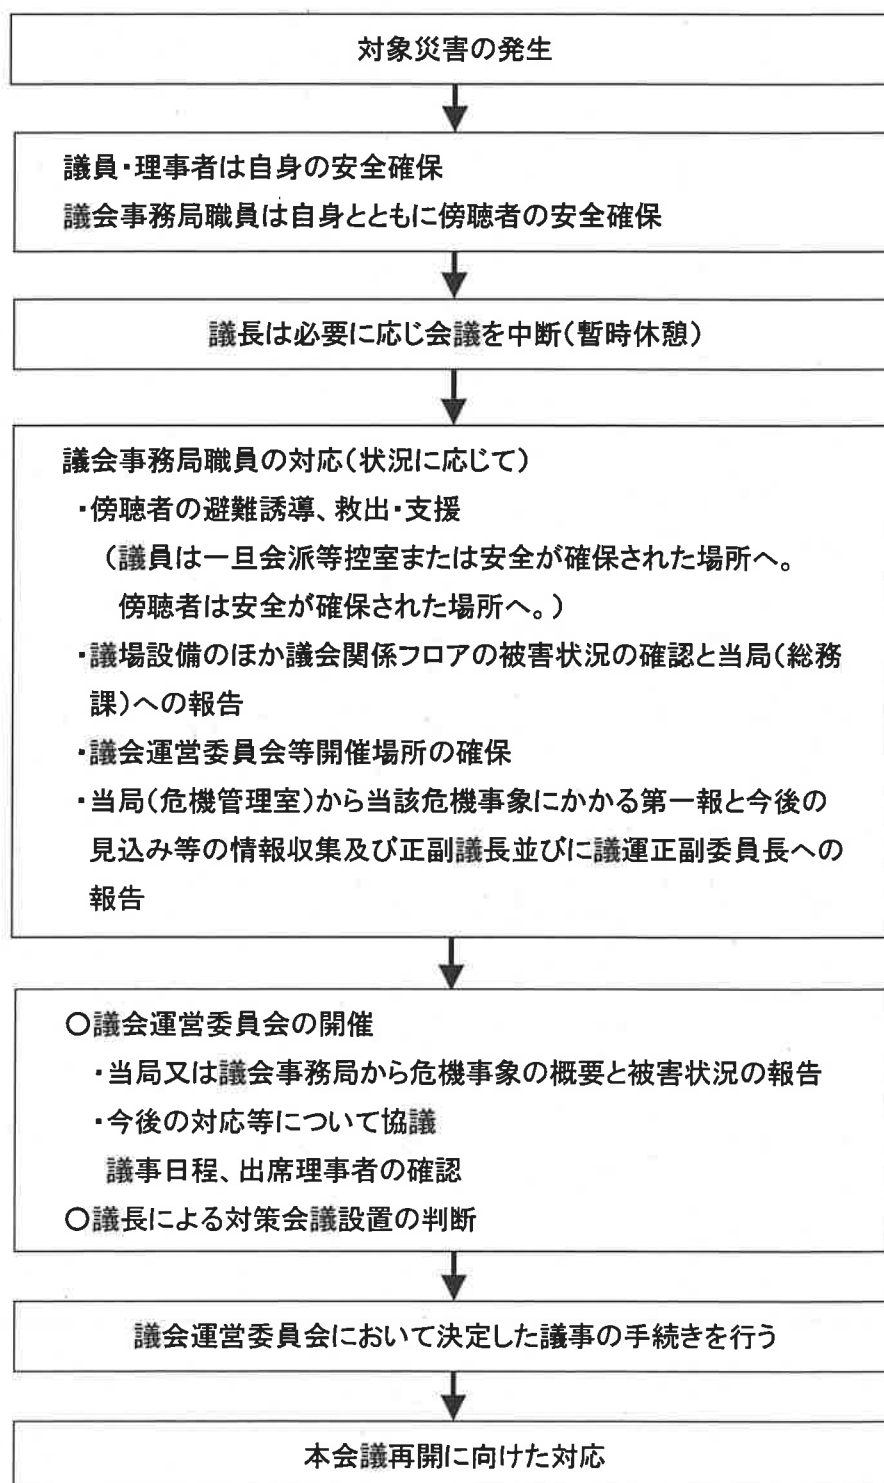 対象災害の発生
議員・理事者は自身の安全確保
議会事務局職員は自身とともに傍聴者の安全確保
議長は必要に応じ会議を中断（暫時休憩）
議会事務局職員の対応（状況に応じて）
・傍聴者の避難誘導、救出・支援
（議員は一旦会派等控室または安全が確保された場所へ。
傍聴者は安全が確保された場所へ。）
・議場設備のほか議会関係フロアの被害状況の確認と当局（総務
課）への報告
・議会運営委員会等開催場所の確保
・当局（危機管理室）から当該危機事象にかかる第一報と今後の
見込み等の情報収集及び正副議長並びに議運正副委員長への
報告
○議会運営委員会の開催
・当局又は議会事務局から危機事象の概要と被害状況の報告
・今後の対応等について協議
議事日程、出席理事者の確認
○議長による対策会議設置の判断
議会運営委員会において決定した議事の手続きを行う
本会議再開に向けた対応